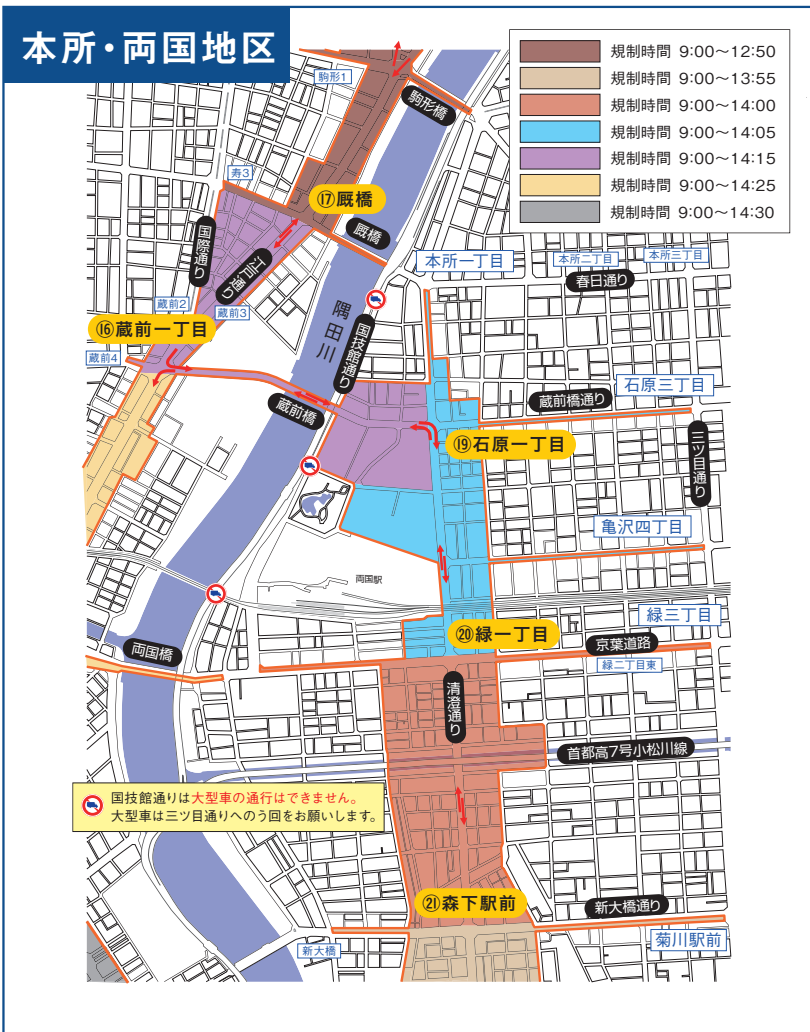 本所・両国地区
規制時間 9:00〜12:50
規制時間 9:00〜13:55
規制時間 9:00〜14:00
規制時間 9:00〜14:05
規制時間 9:00〜14:15
規制時間 9:00〜14:25
規制時間 9:00〜14:30
駒形1
駒形橋
寿3
⑰厩橋
国際通り
江戸通り
厩橋
本所一丁目
本所二丁目
本所三丁目
春日通り
蔵前2
蔵前3
隅田川
国技館通り
⑯蔵前一丁目
蔵前4
石原三丁目
蔵前橋通り
蔵前橋
⑲石原一丁目
三ツ目通り
亀沢四丁目
両国駅
緑三丁目
⑳緑一丁目
京葉道路
両国橋
緑二丁目東
清澄通り
首都高7号小松川線
国技館通りは大型車の通行はできません。
大型車は三ツ目通りへのう回をお願いします。
㉑森下駅前
新大橋通り
新大橋
菊川駅前